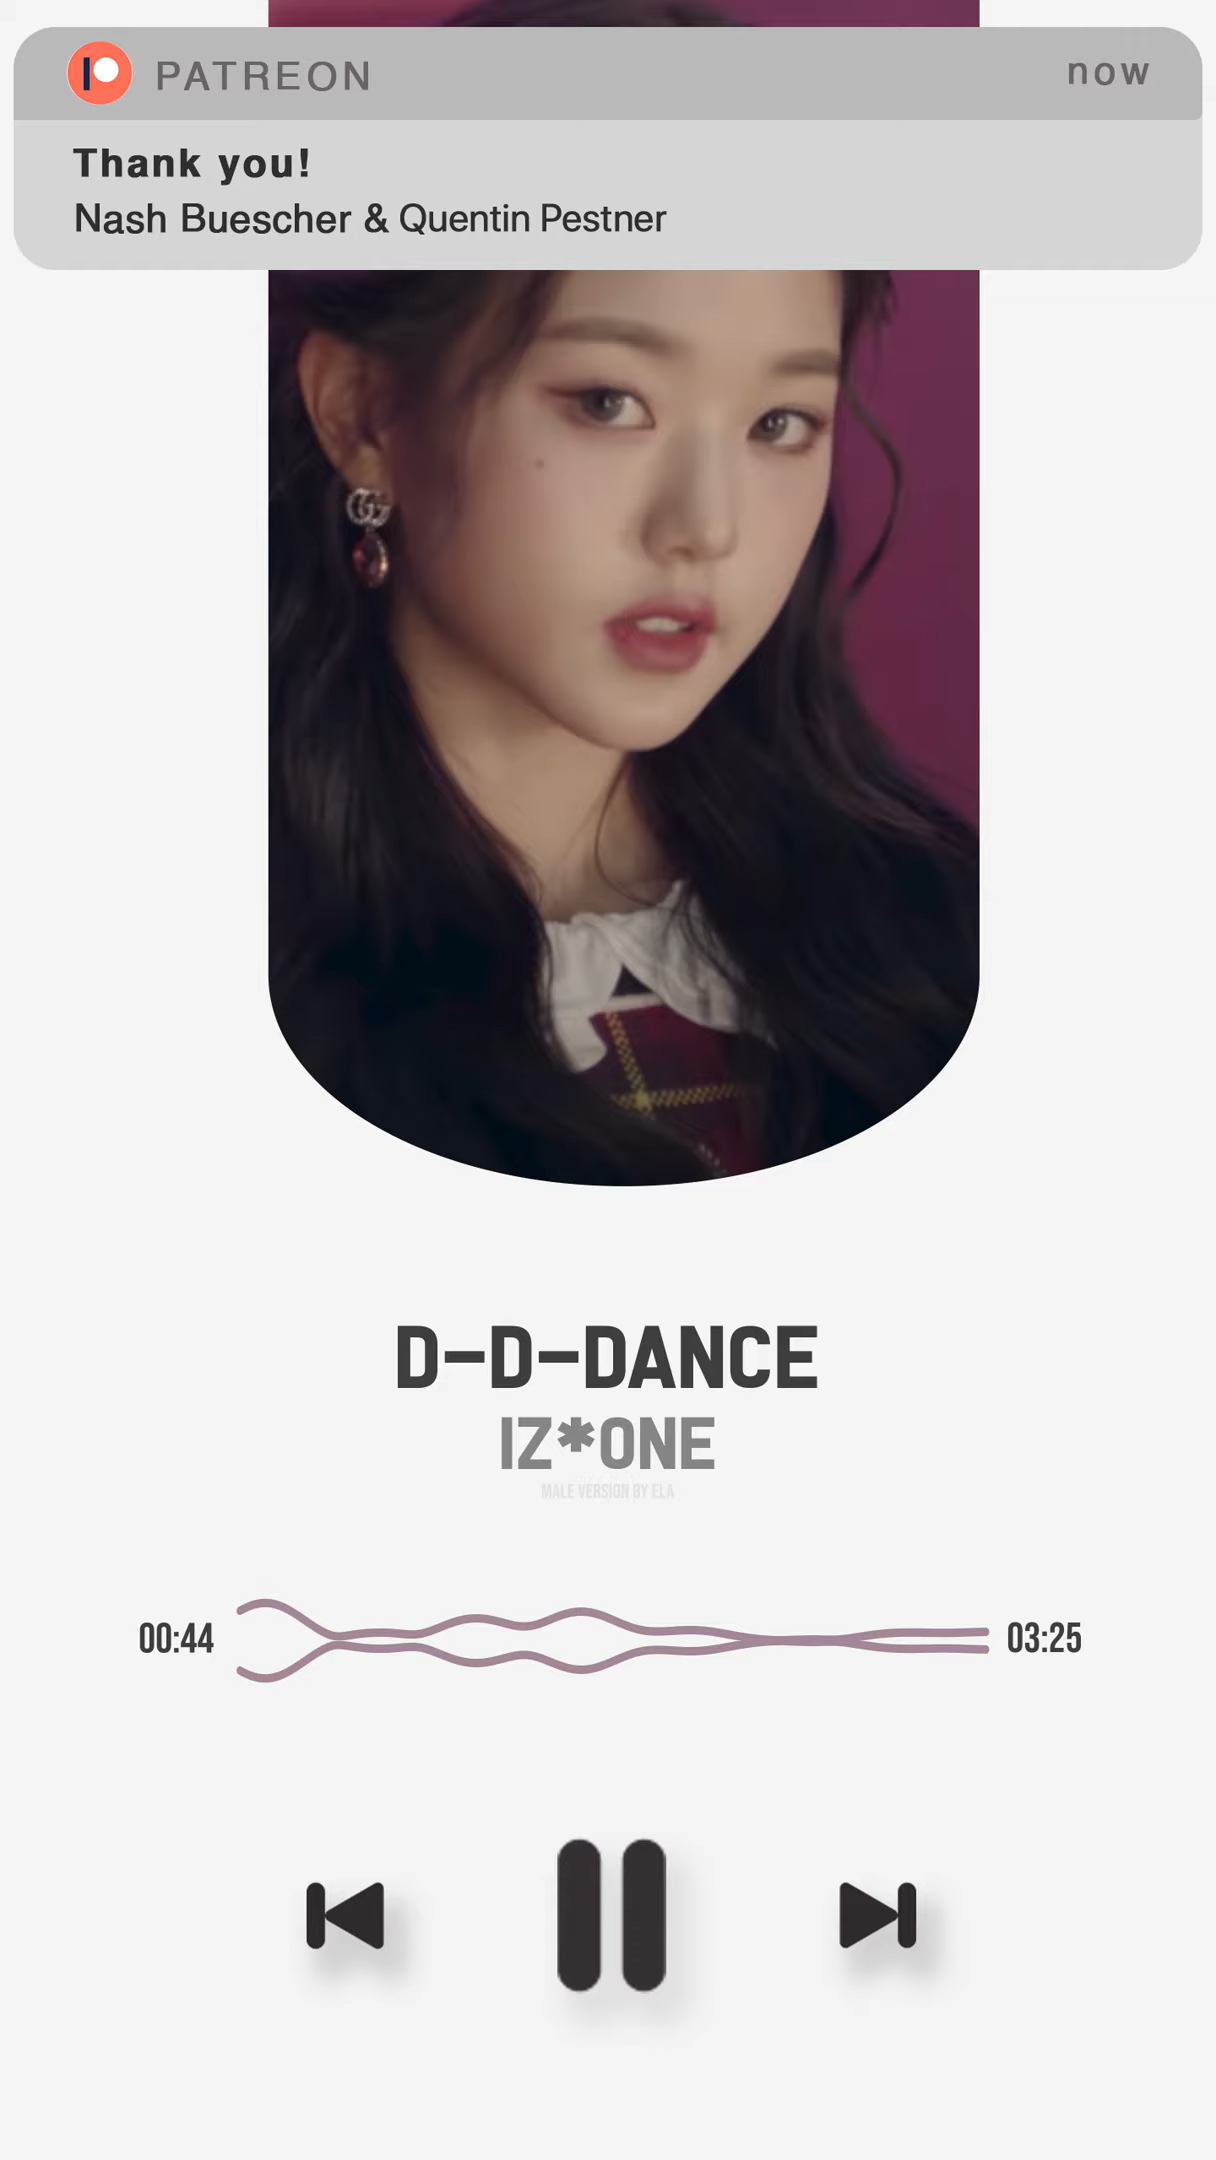 PATREON now
Thank you!
Nash Buescher & Quentin Pestner
D-D-DANCE
IZ*ONE
MALE VERSION BY ELA
00:44 03:25